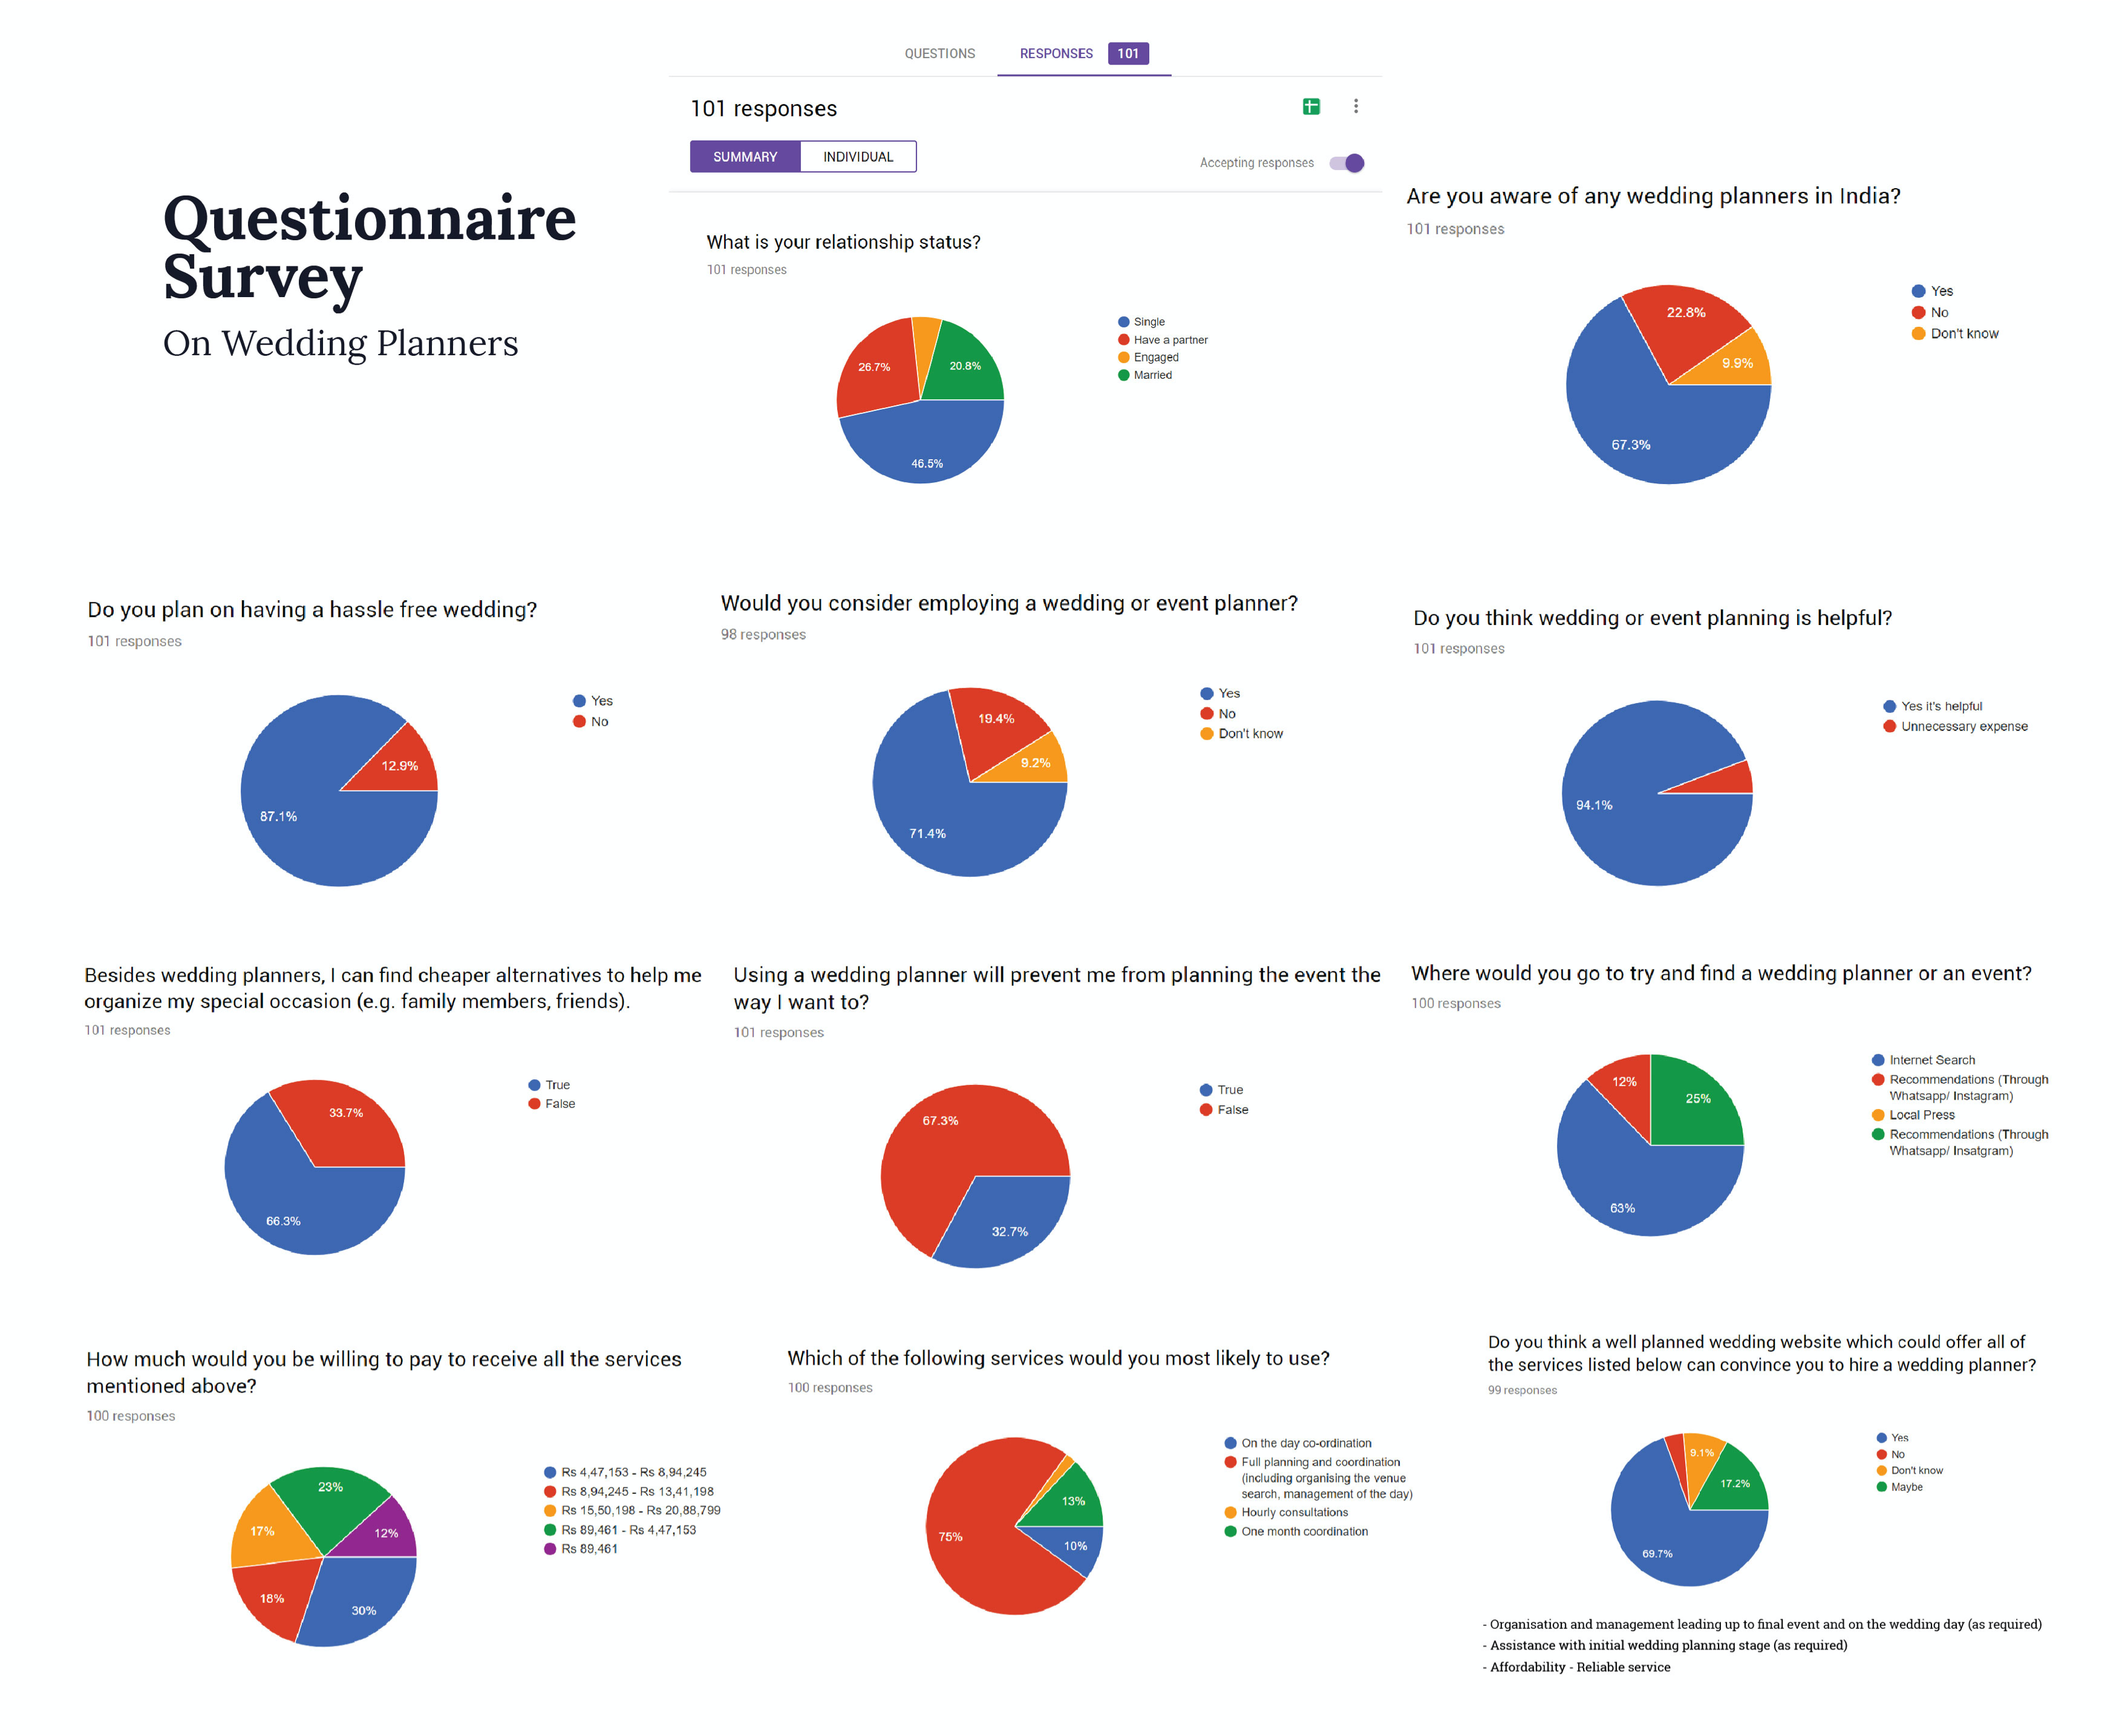 Questionnaire
Survey
On Wedding Planners
QUESTIONS RESPONSES 101
101 responses
SUMMARY INDIVIDUAL
Accepting responses
What is your relationship status?
101 responses
Single
Have a partner
Engaged
Married
26.7%
20.8%
46.5%
Are you aware of any wedding planners in India?
101 responses
Yes
No
Don't know
22.8%
9.9%
67.3%
Do you plan on having a hassle free wedding?
101 responses
Yes
No
12.9%
87.1%
Would you consider employing a wedding or event planner?
98 responses
Yes
No
Don't know
19.4%
9.2%
71.4%
Do you think wedding or event planning is helpful?
101 responses
Yes it's helpful
Unnecessary expense
94.1%
Besides wedding planners, I can find cheaper alternatives to help me
organize my special occasion (e.g. family members, friends).
101 responses
True
False
33.7%
66.3%
Using a wedding planner will prevent me from planning the event the
way I want to?
101 responses
True
False
67.3%
32.7%
Where would you go to try and find a wedding planner or an event?
100 responses
Internet Search
Recommendations (Through
Whatsapp/ Instagram)
Local Press
Recommendations (Through
Whatsapp/ Insatgram)
12%
25%
63%
How much would you be willing to pay to receive all the services
mentioned above?
100 responses
Rs 4,47,153 - Rs 8,94,245
Rs 8,94,245 - Rs 13,41,198
Rs 15,50,198 - Rs 20,88,799
Rs 89,461 - Rs 4,47,153
Rs 89,461
23%
17%
12%
18%
30%
Which of the following services would you most likely to use?
100 responses
On the day co-ordination
Full planning and coordination
(including organising the venue
search, management of the day)
Hourly consultations
One month coordination
13%
75%
10%
Do you think a well planned wedding website which could offer all of
the services listed below can convince you to hire a wedding planner?
99 responses
Yes
No
Don't know
Maybe
9.1%
17.2%
69.7%
- Organisation and management leading up to final event and on the wedding day (as required)
- Assistance with initial wedding planning stage (as required)
- Affordability - Reliable service